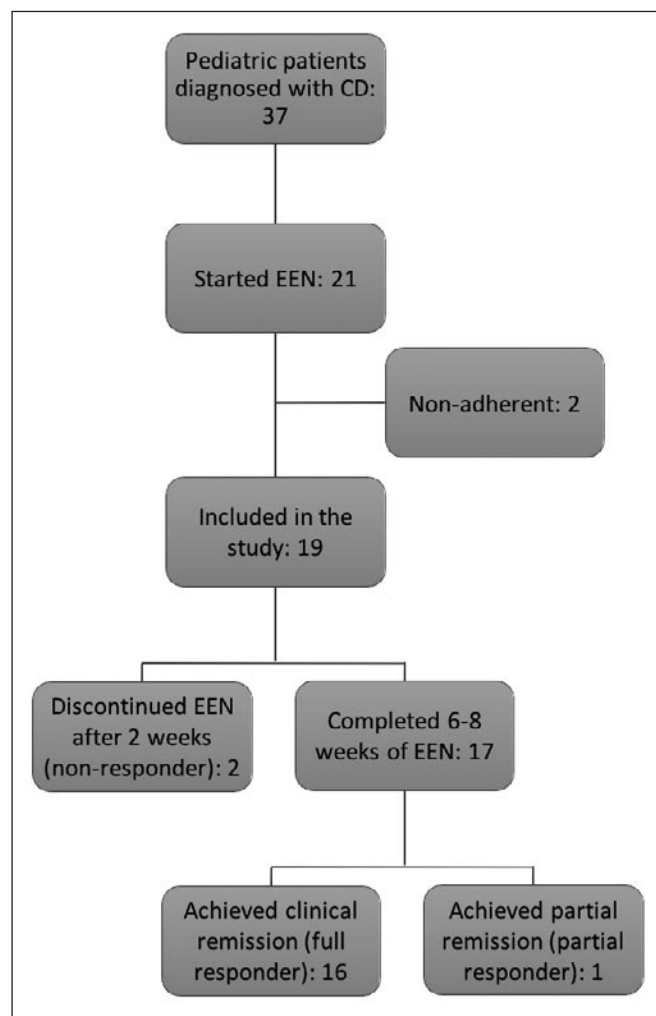 Pediatric patients
diagnosed with CD:
37
Started EEN: 21
Non-adherent: 2
Included in the
study: 19
Discontinued EEN
after 2 weeks
(non-responder): 2
Completed 6-8
weeks of EEN: 17
Achieved clinical
remission (full
responder): 16
Achieved partial
remission (partial
responder): 1